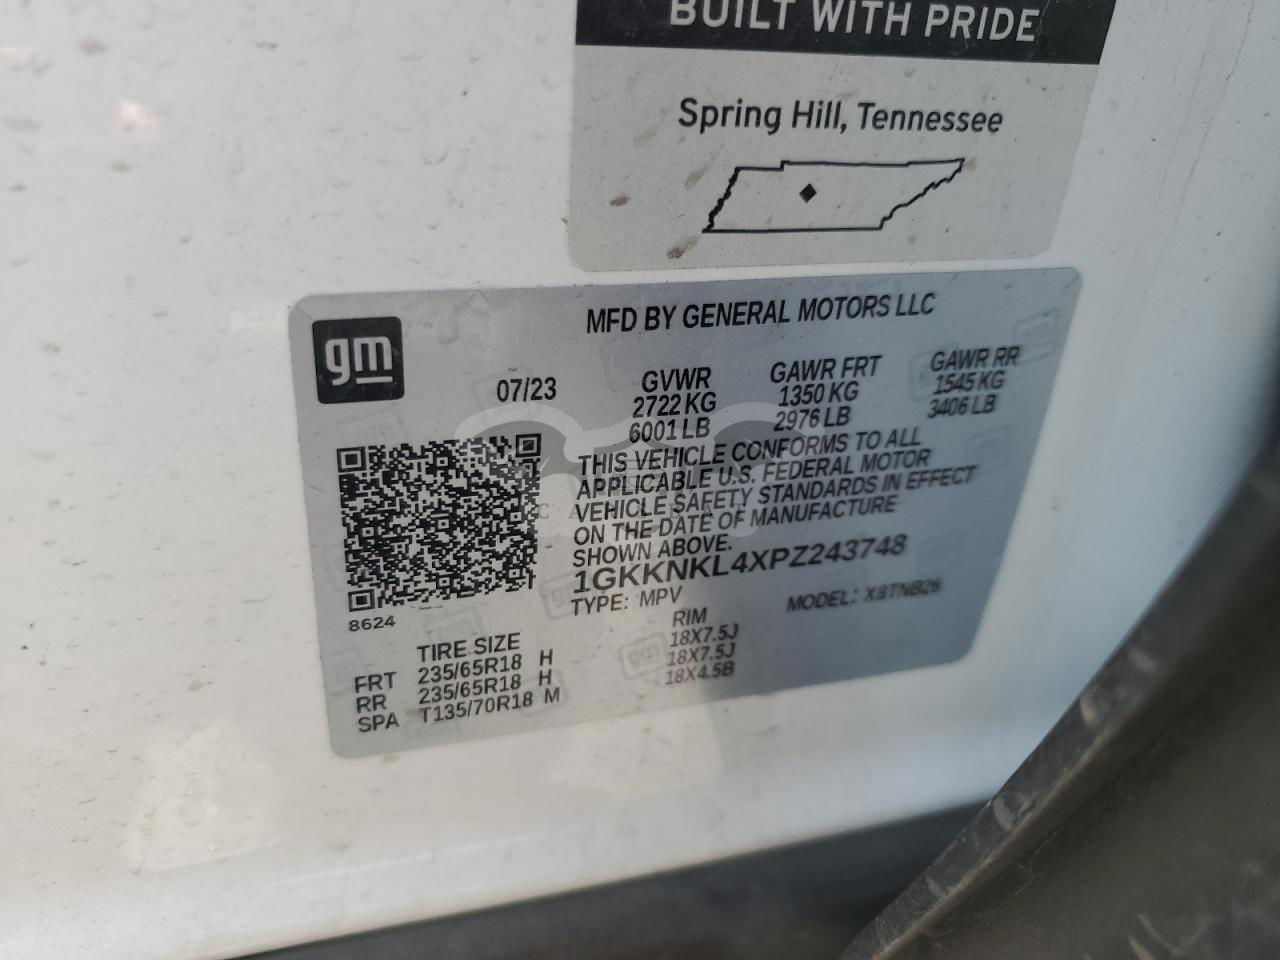 BUILT WITH PRIDE
Spring Hill, Tennessee
gm
MFD BY GENERAL MOTORS LLC
07/23
GVWR GAWR FRT GAWR RR
2722 KG 1350 KG 1545 KG
6001 LB 2976 LB 3406 LB
THIS VEHICLE CONFORMS TO ALL
APPLICABLE U.S. FEDERAL MOTOR
VEHICLE SAFETY STANDARDS IN EFFECT
ON THE DATE OF MANUFACTURE
SHOWN ABOVE.
1GKKNKL4XPZ243748
TYPE: MPV MODEL: X8TNB26
8624
TIRE SIZE RIM
FRT 235/65R18 H 18X7.5J
RR 235/65R18 H 18X7.5J
SPA T135/70R18 M 18X4.5B